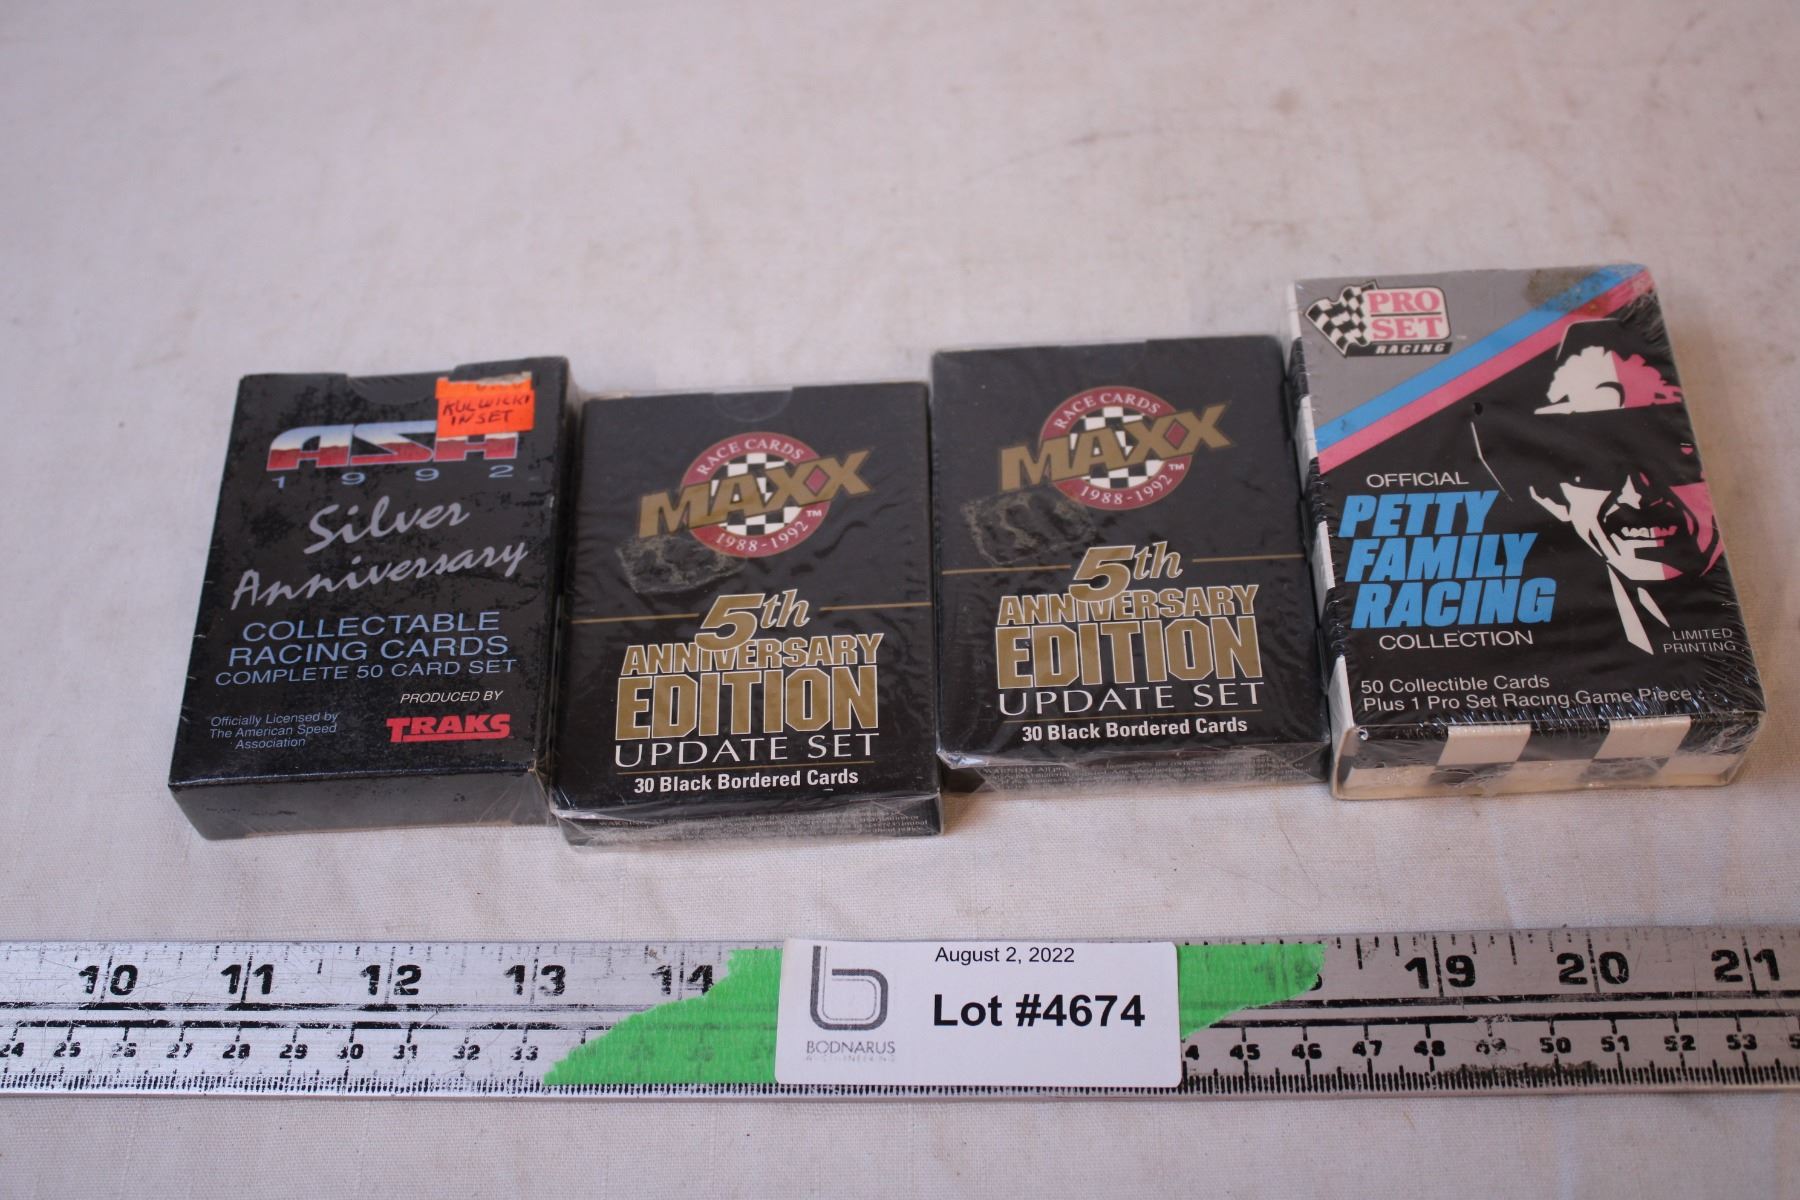 KULWICKI
IN SET
ASA
1992
Silver
Anniversary
COLLECTABLE
RACING CARDS
COMPLETE 50 CARD SET
PRODUCED BY
TRAKS
Officially Licensed by
The American Speed
Association
RACE CARDS
MAXX
1988-1992 TM
5th
ANNIVERSARY
EDITION
UPDATE SET
30 Black Bordered Cards
RACE CARDS
MAXX
1988-1992 TM
5th
ANNIVERSARY
EDITION
UPDATE SET
30 Black Bordered Cards
PRO
SET
RACING
OFFICIAL
PETTY
FAMILY
RACING
COLLECTION
LIMITED
PRINTING
50 Collectible Cards
Plus 1 Pro Set Racing Game Piece
10 11 12 13 14 18 19 20 21
24 25 26 27 28 29 30 31 32 33 45 46 47 48 49 50 51 52 53
August 2, 2022
Lot #4674
BODNARUS
AUCTIONEERING